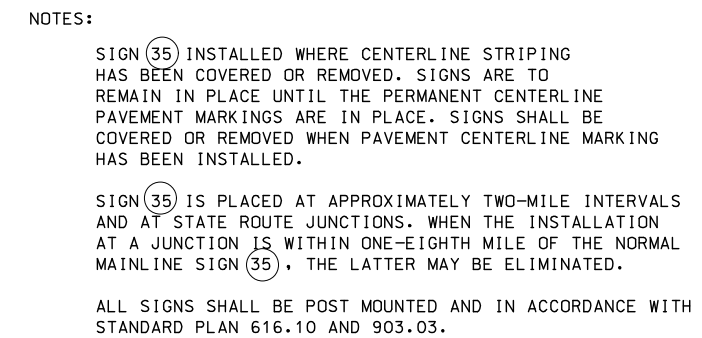 NOTES:
SIGN 35 INSTALLED WHERE CENTERLINE STRIPING
HAS BEEN COVERED OR REMOVED. SIGNS ARE TO
REMAIN IN PLACE UNTIL THE PERMANENT CENTERLINE
PAVEMENT MARKINGS ARE IN PLACE. SIGNS SHALL BE
COVERED OR REMOVED WHEN PAVEMENT CENTERLINE MARKING
HAS BEEN INSTALLED.
SIGN 35 IS PLACED AT APPROXIMATELY TWO-MILE INTERVALS
AND AT STATE ROUTE JUNCTIONS. WHEN THE INSTALLATION
AT A JUNCTION IS WITHIN ONE-EIGHTH MILE OF THE NORMAL
MAINLINE SIGN 35 , THE LATTER MAY BE ELIMINATED.
ALL SIGNS SHALL BE POST MOUNTED AND IN ACCORDANCE WITH
STANDARD PLAN 616.10 AND 903.03.